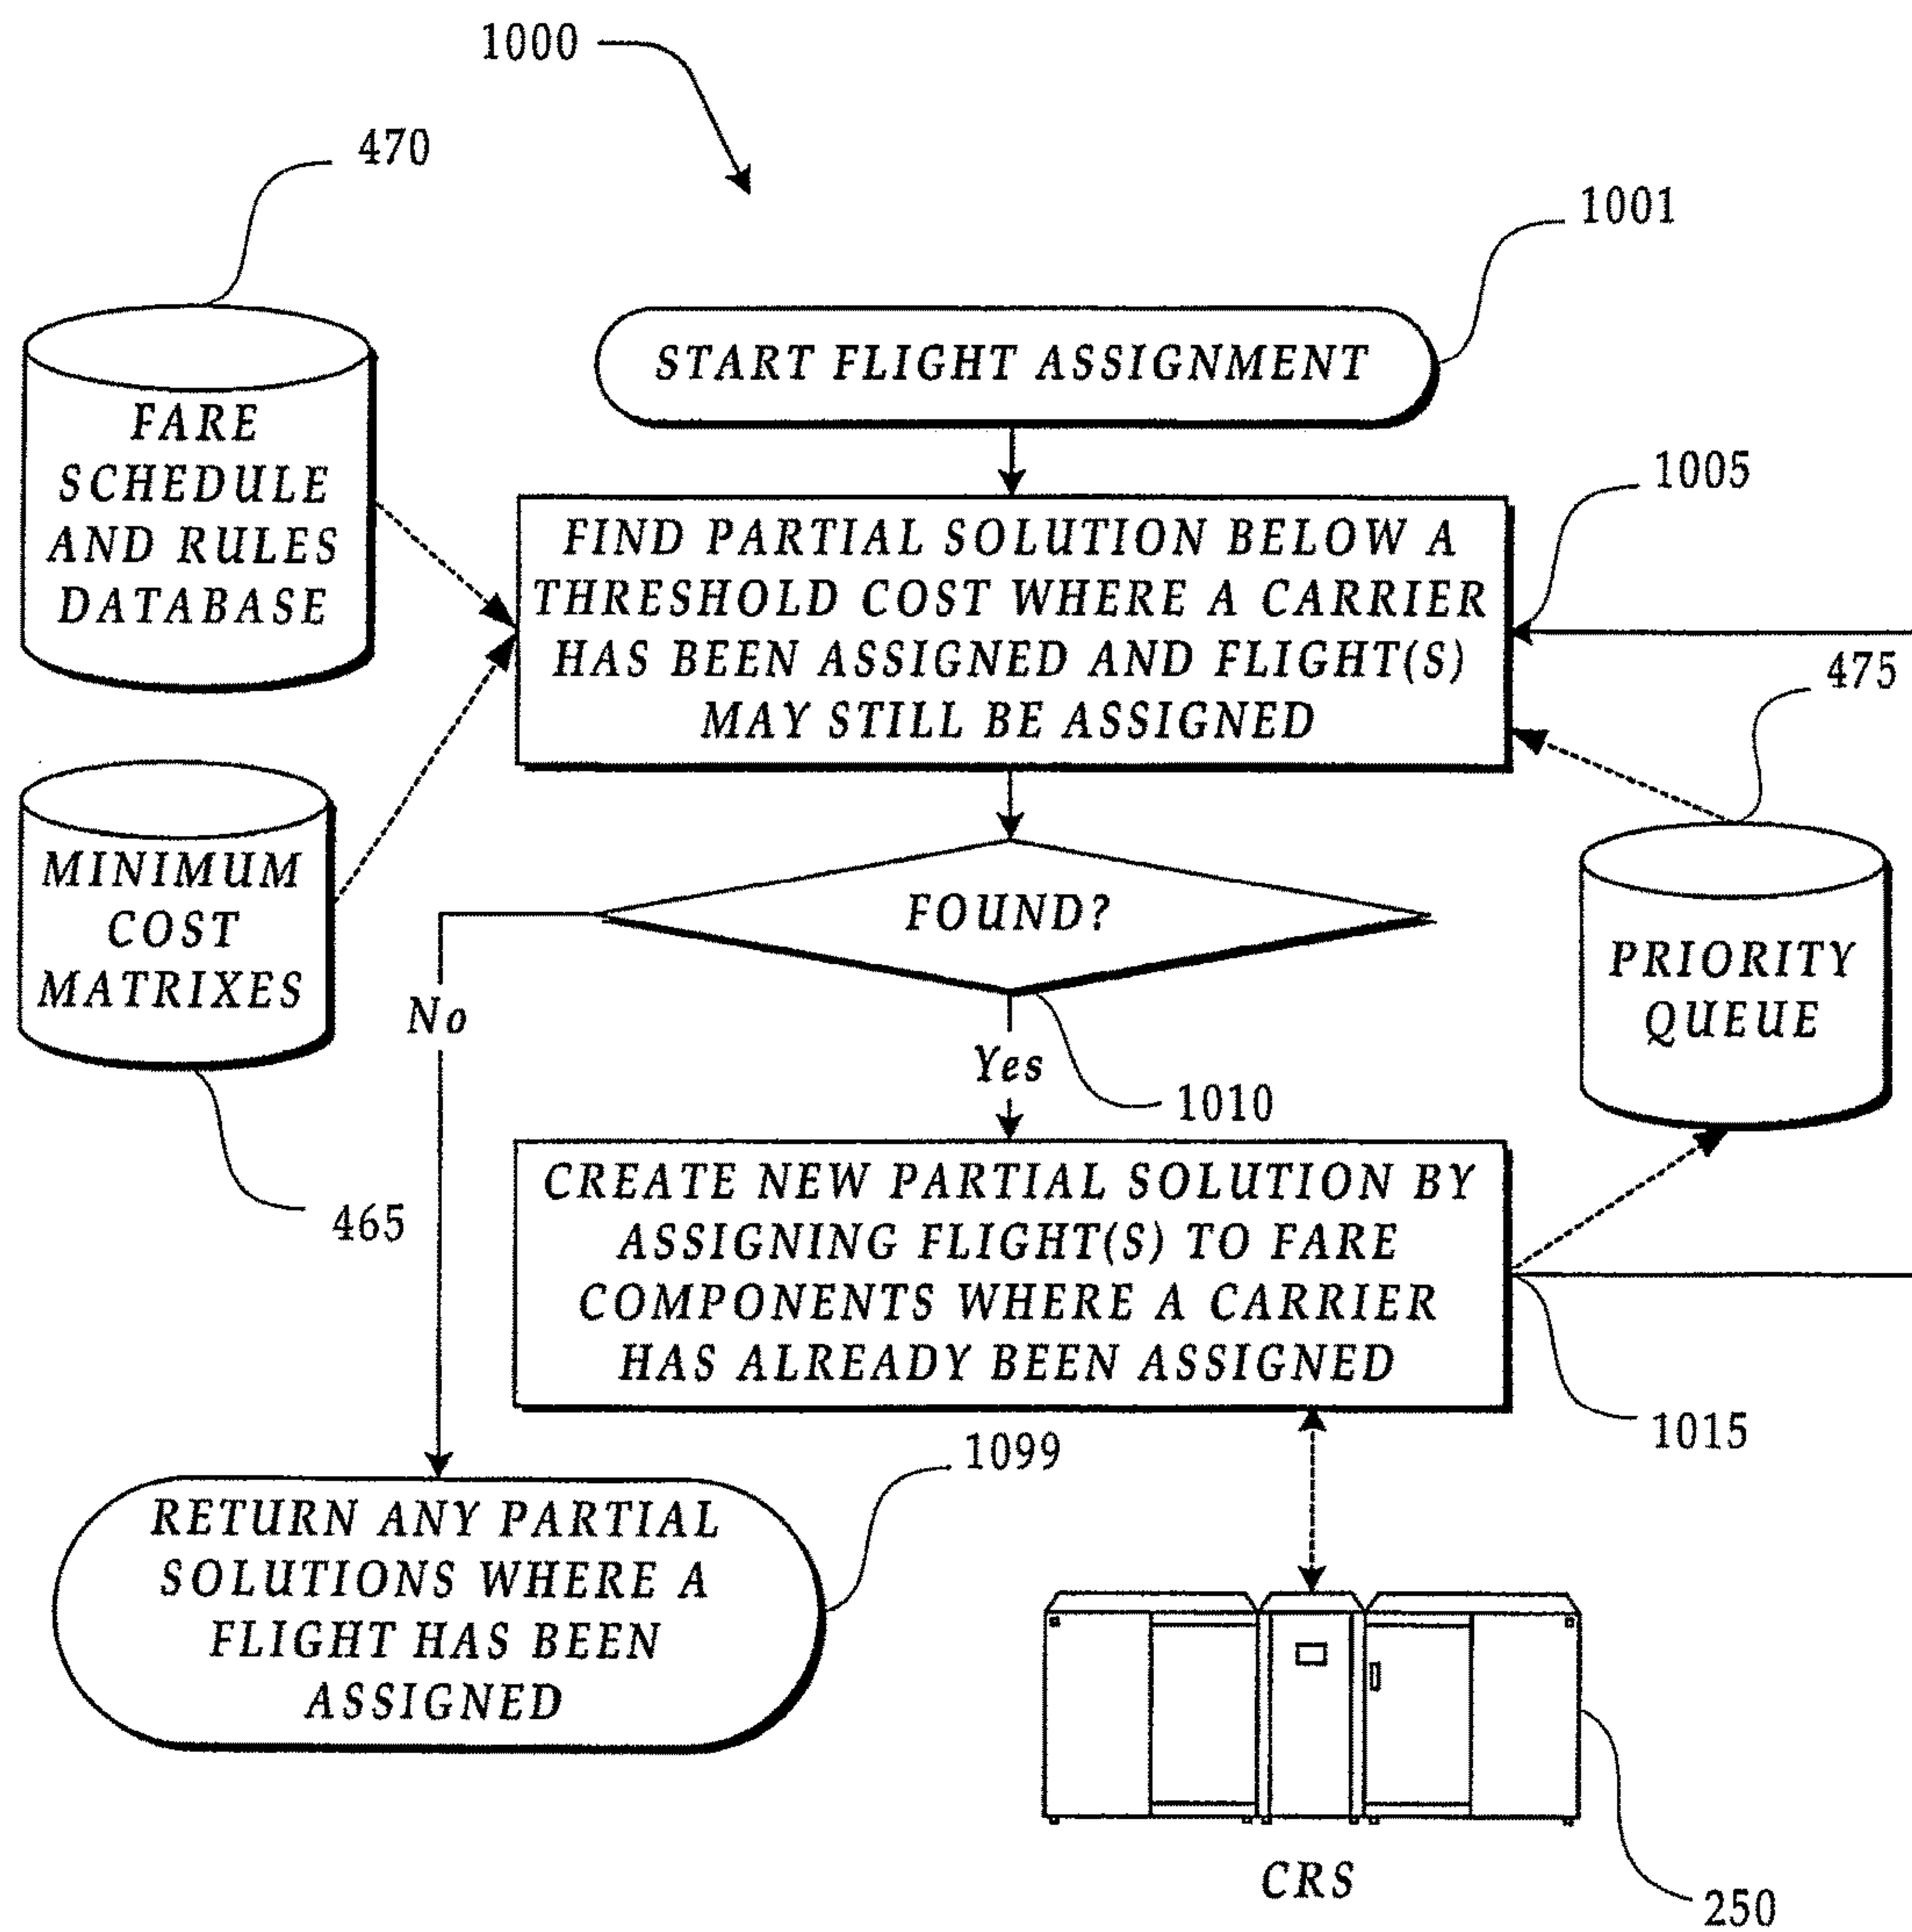 1000
470
1001
START FLIGHT ASSIGNMENT
FARE
SCHEDULE
AND RULES
DATABASE
1005
FIND PARTIAL SOLUTION BELOW A
THRESHOLD COST WHERE A CARRIER
HAS BEEN ASSIGNED AND FLIGHT(S)
MAY STILL BE ASSIGNED
475
MINIMUM
COST
MATRIXES
FOUND?
PRIORITY
QUEUE
No
Yes
1010
465
CREATE NEW PARTIAL SOLUTION BY
ASSIGNING FLIGHT(S) TO FARE
COMPONENTS WHERE A CARRIER
HAS ALREADY BEEN ASSIGNED
1015
1099
RETURN ANY PARTIAL
SOLUTIONS WHERE A
FLIGHT HAS BEEN
ASSIGNED
CRS
250